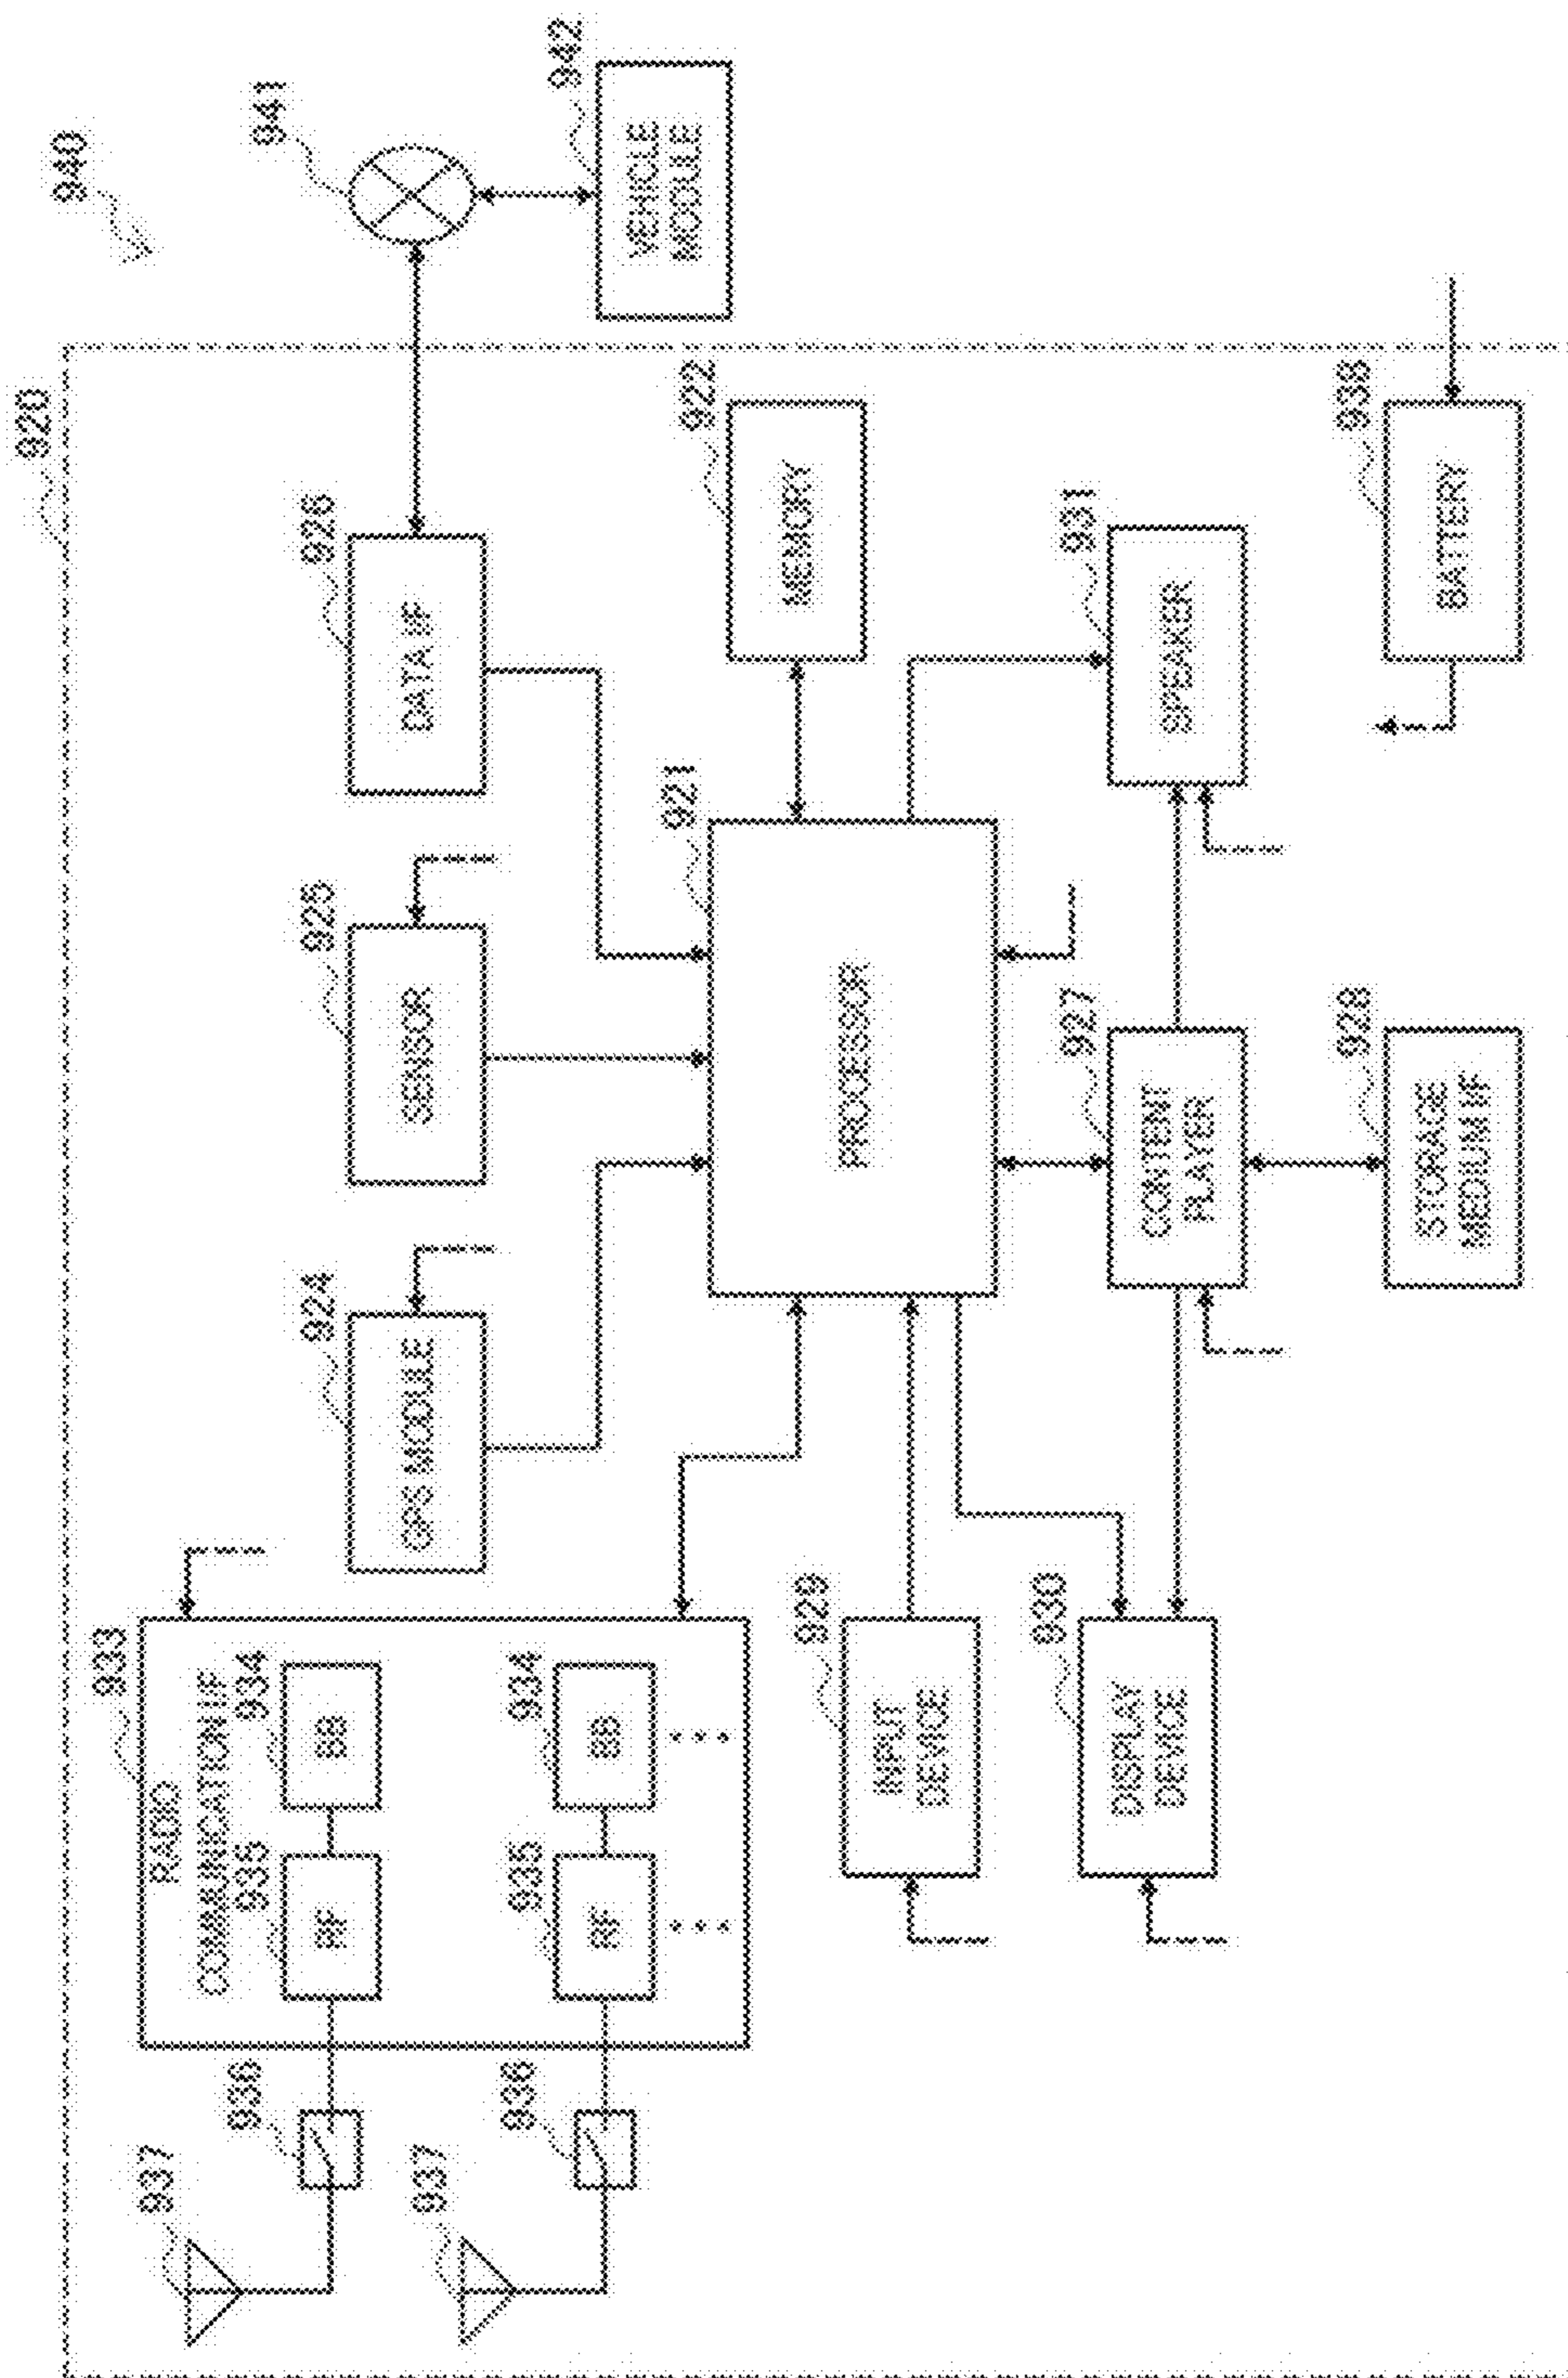 940
920
941
942
VEHICLE
MODULE
933
RADIO
COMMUNICATION I/F
924
GPS MODULE
925
SENSOR
926
DATA I/F
937
936
935
RF
934
BB
937
936
935
RF
934
BB
921
PROCESSOR
922
MEMORY
929
INPUT
DEVICE
930
DISPLAY
DEVICE
927
CONTENT
PLAYER
931
SPEAKER
928
STORAGE
MEDIUM I/F
938
BATTERY